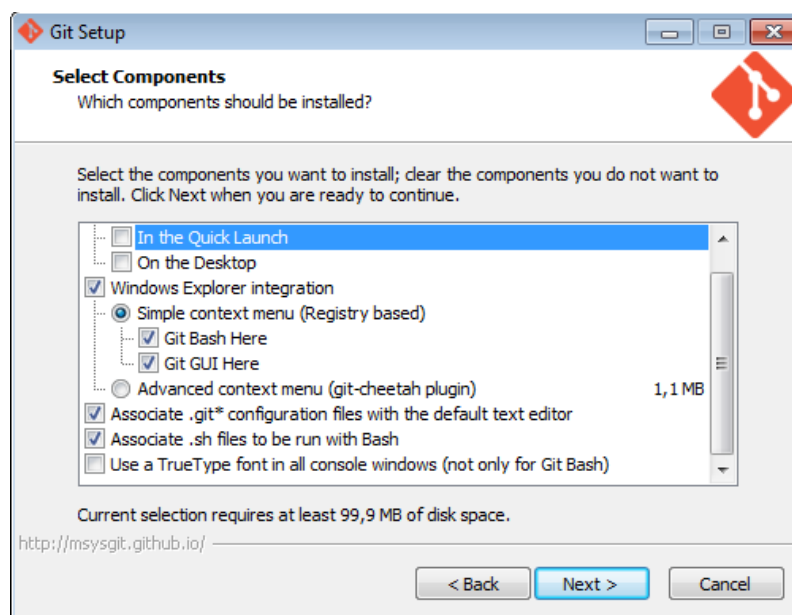 Git Setup
Select Components
Which components should be installed?
Select the components you want to install; clear the components you do not want to
install. Click Next when you are ready to continue.
In the Quick Launch
On the Desktop
Windows Explorer integration
Simple context menu (Registry based)
Git Bash Here
Git GUI Here
Advanced context menu (git-cheetah plugin) 1,1 MB
Associate .git* configuration files with the default text editor
Associate .sh files to be run with Bash
Use a TrueType font in all console windows (not only for Git Bash)
Current selection requires at least 99,9 MB of disk space.
http://msysgit.github.io/
< Back Next > Cancel